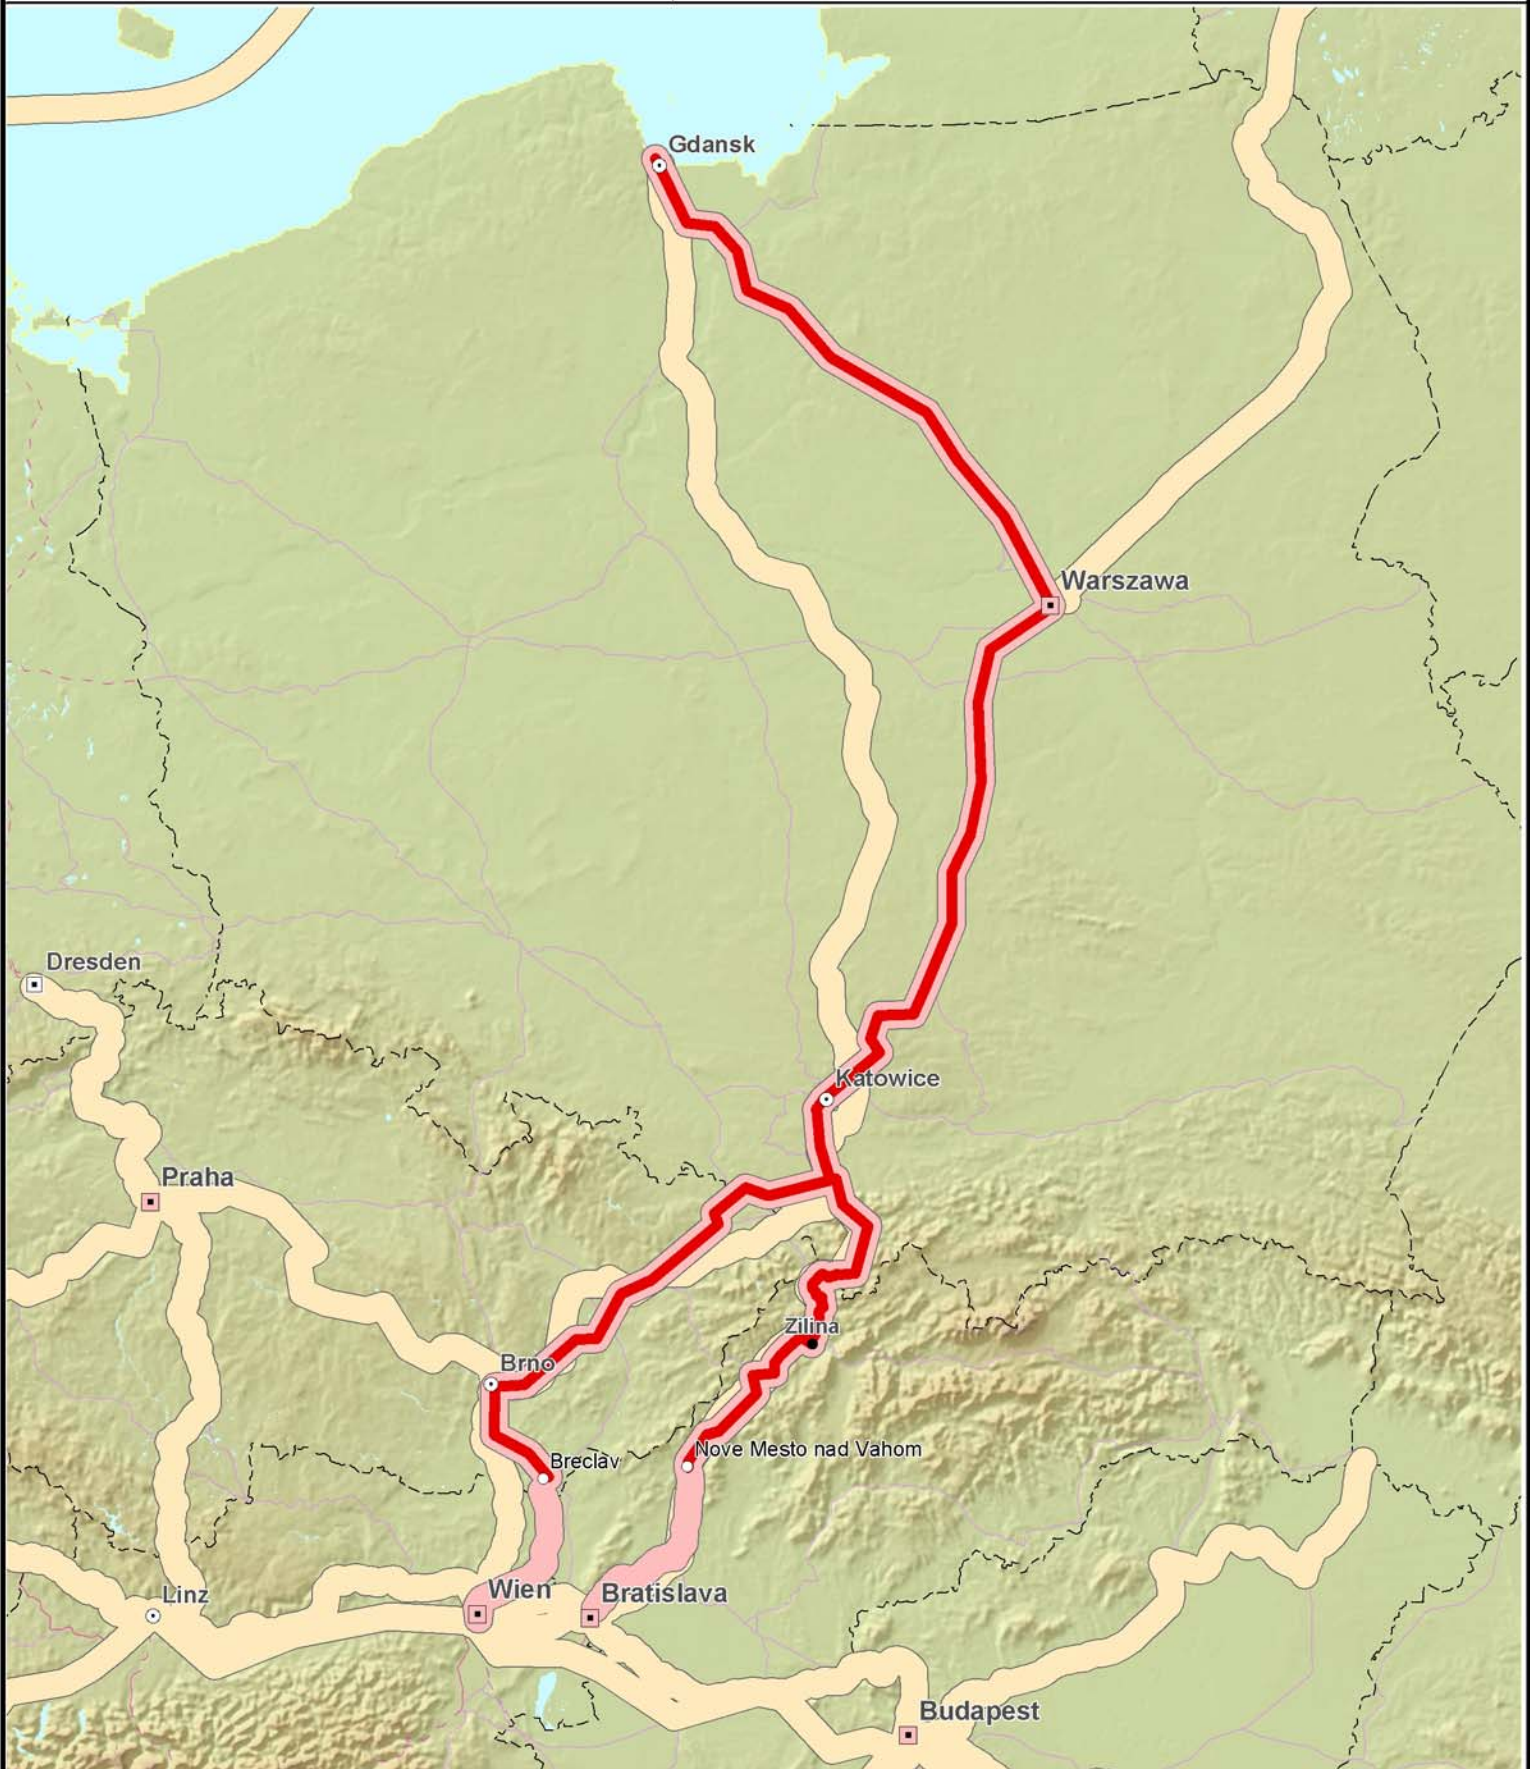 Gdansk
Warszawa
Dresden
Katowice
Praha
Zilina
Brno
Nove Mesto nad Vahom
Breclav
Linz
Wien
Bratislava
Budapest